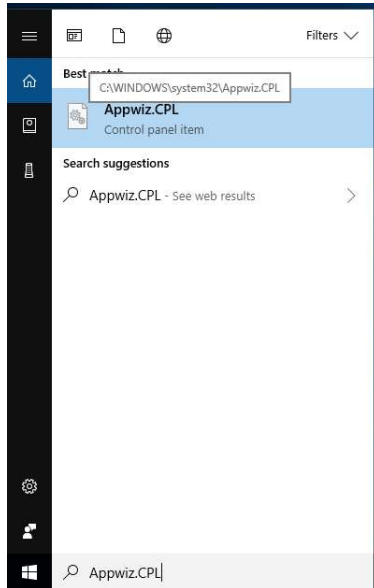 Filters
Best match
C:\WINDOWS\system32\Appwiz.CPL
Appwiz.CPL
Control panel item
Search suggestions
Appwiz.CPL - See web results
Appwiz.CPL